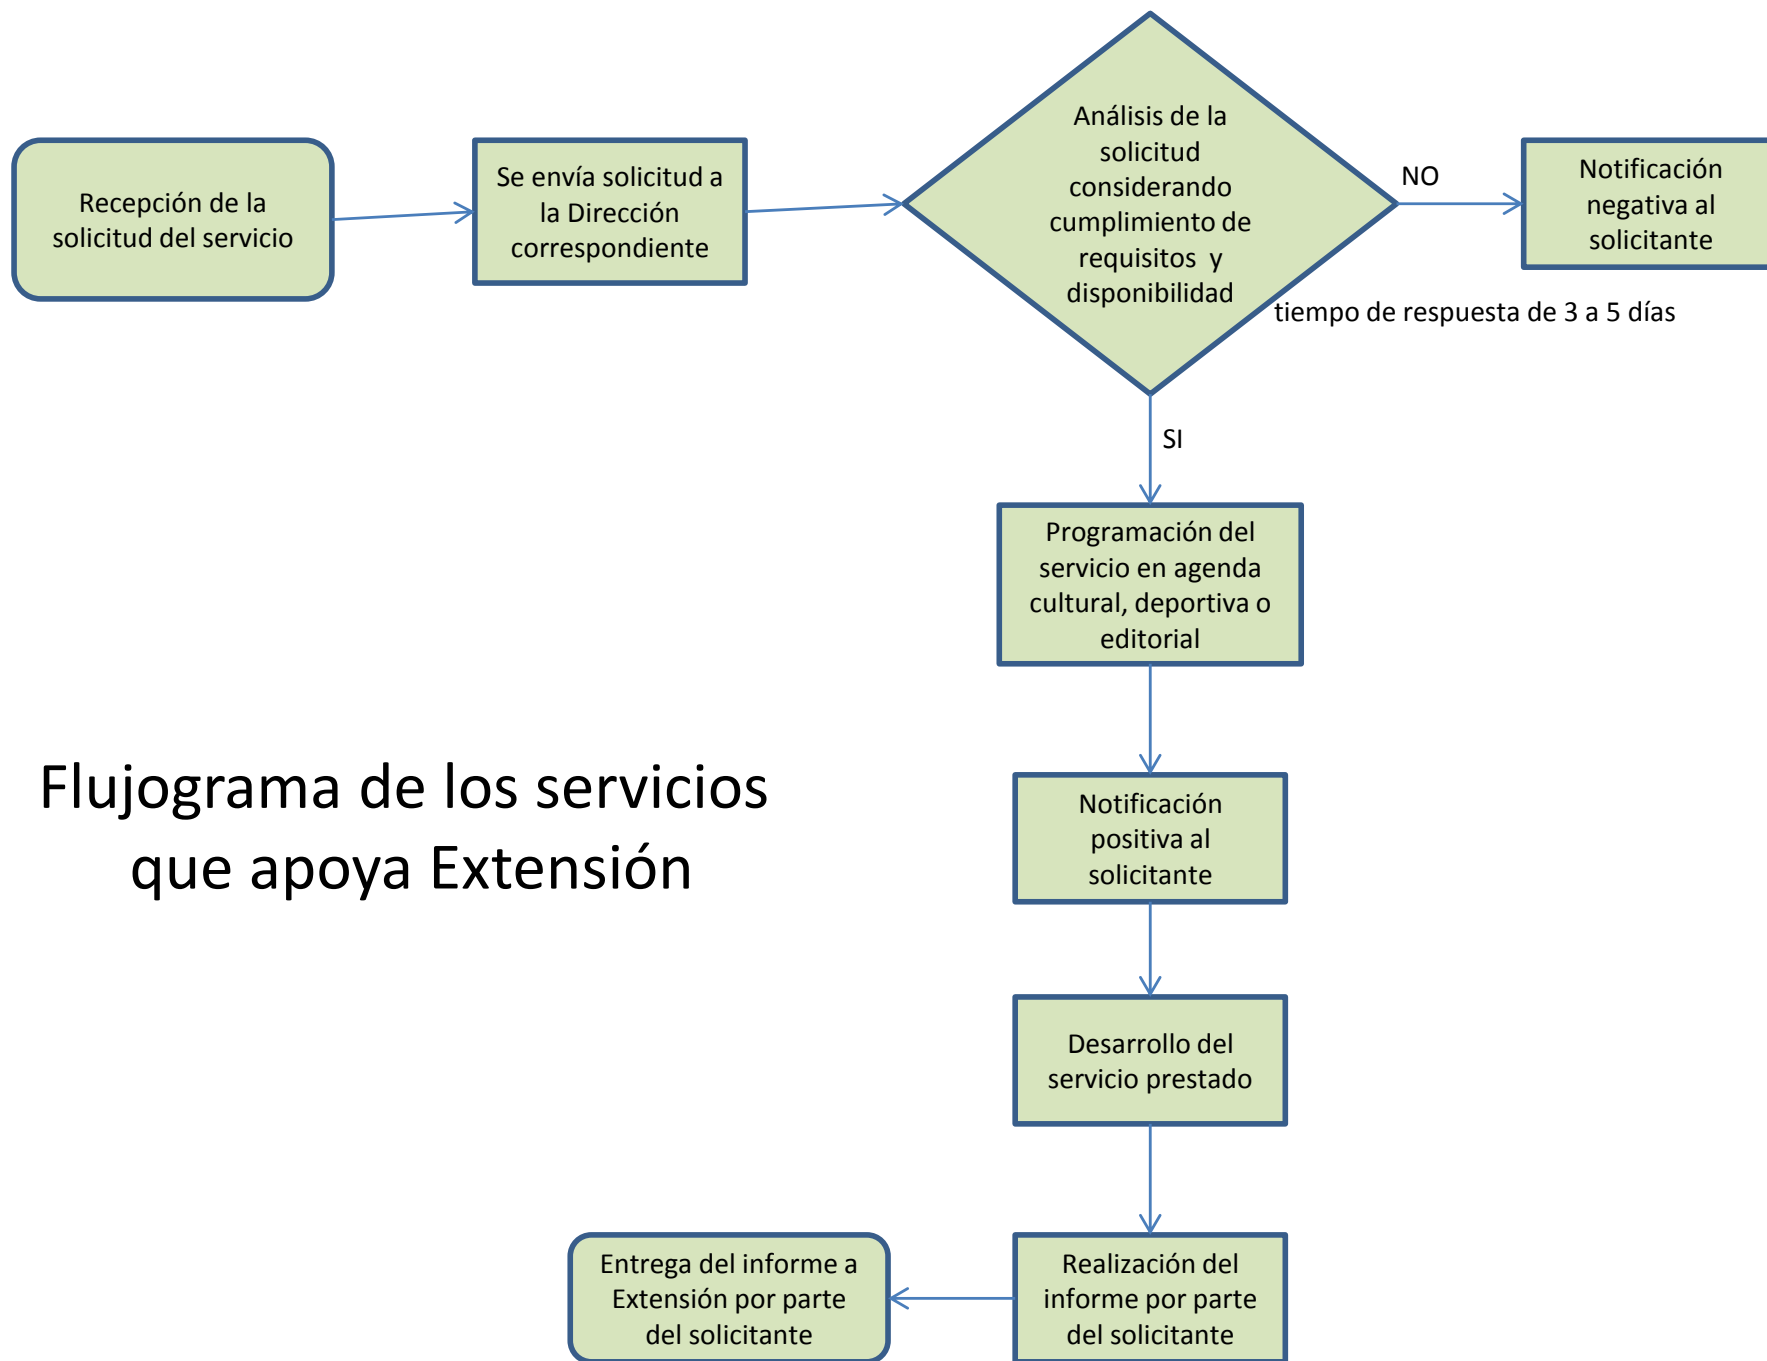 Recepción de la
solicitud del servicio
Se envía solicitud a
la Dirección
correspondiente
Análisis de la
solicitud
considerando
cumplimiento de
requisitos y
disponibilidad
NO
Notificación
negativa al
solicitante
tiempo de respuesta de 3 a 5 días
SI
Programación del
servicio en agenda
cultural, deportiva o
editorial
Notificación
positiva al
solicitante
Flujograma de los servicios
que apoya Extensión
Desarrollo del
servicio prestado
Realización del
informe por parte
del solicitante
Entrega del informe a
Extensión por parte
del solicitante